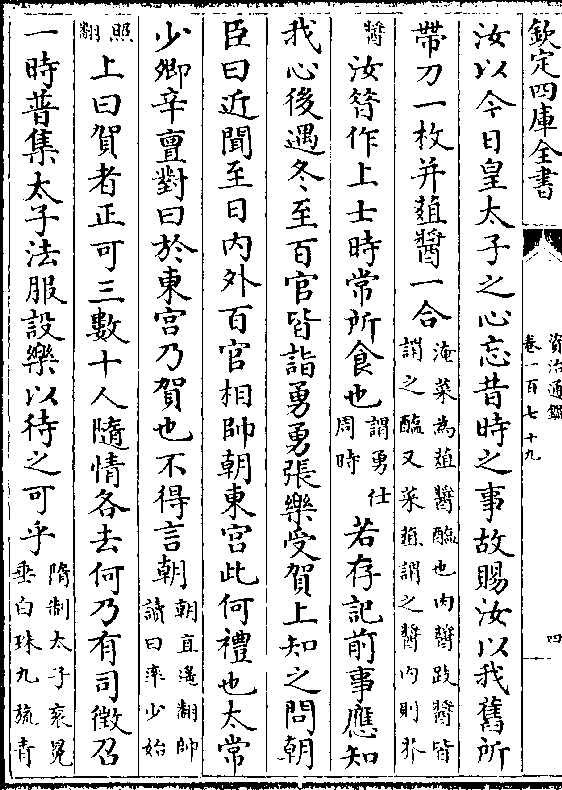 欽定四庫全書
資治通鑑
卷一百七十九
四
汝以今日皇太子之心忘昔時之事故賜汝以我舊所
帶刀一枚并葅醬一合
淹菜為葅醬醢也肉醬豉醬皆
謂之醢又菜葅謂之醬内則芥
醬
汝昔作上士時常所食也
謂勇仕
周時
若存記前事應知
我心後遇冬至百官皆詣勇勇張樂受賀上知之問朝
臣曰近聞至日内外百官相帥朝東宫此何禮也太常
少卿辛亶對曰於東宫乃賀也不得言朝
朝直遥翻帥
讀曰率少始
照
翻
上曰賀者正可三數十人隨情各去何乃有司徵召
一時普集太子法服設樂以待之可乎
隋制太子衮冕
垂白珠九旒青